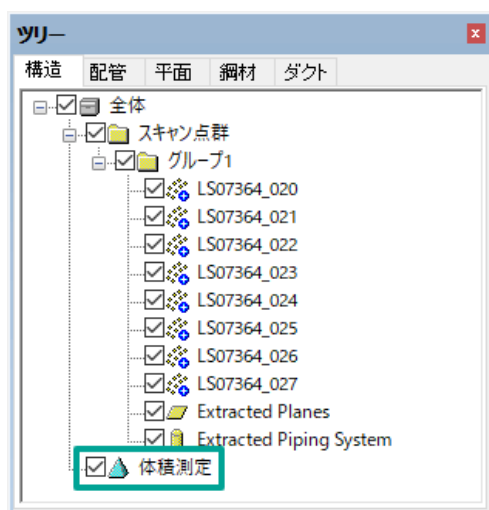 ツリー
構造 配管 平面 鋼材 ダクト
全体
スキャン点群
グループ1
LS07364_020
LS07364_021
LS07364_022
LS07364_023
LS07364_024
LS07364_025
LS07364_026
LS07364_027
Extracted Planes
Extracted Piping System
体積測定